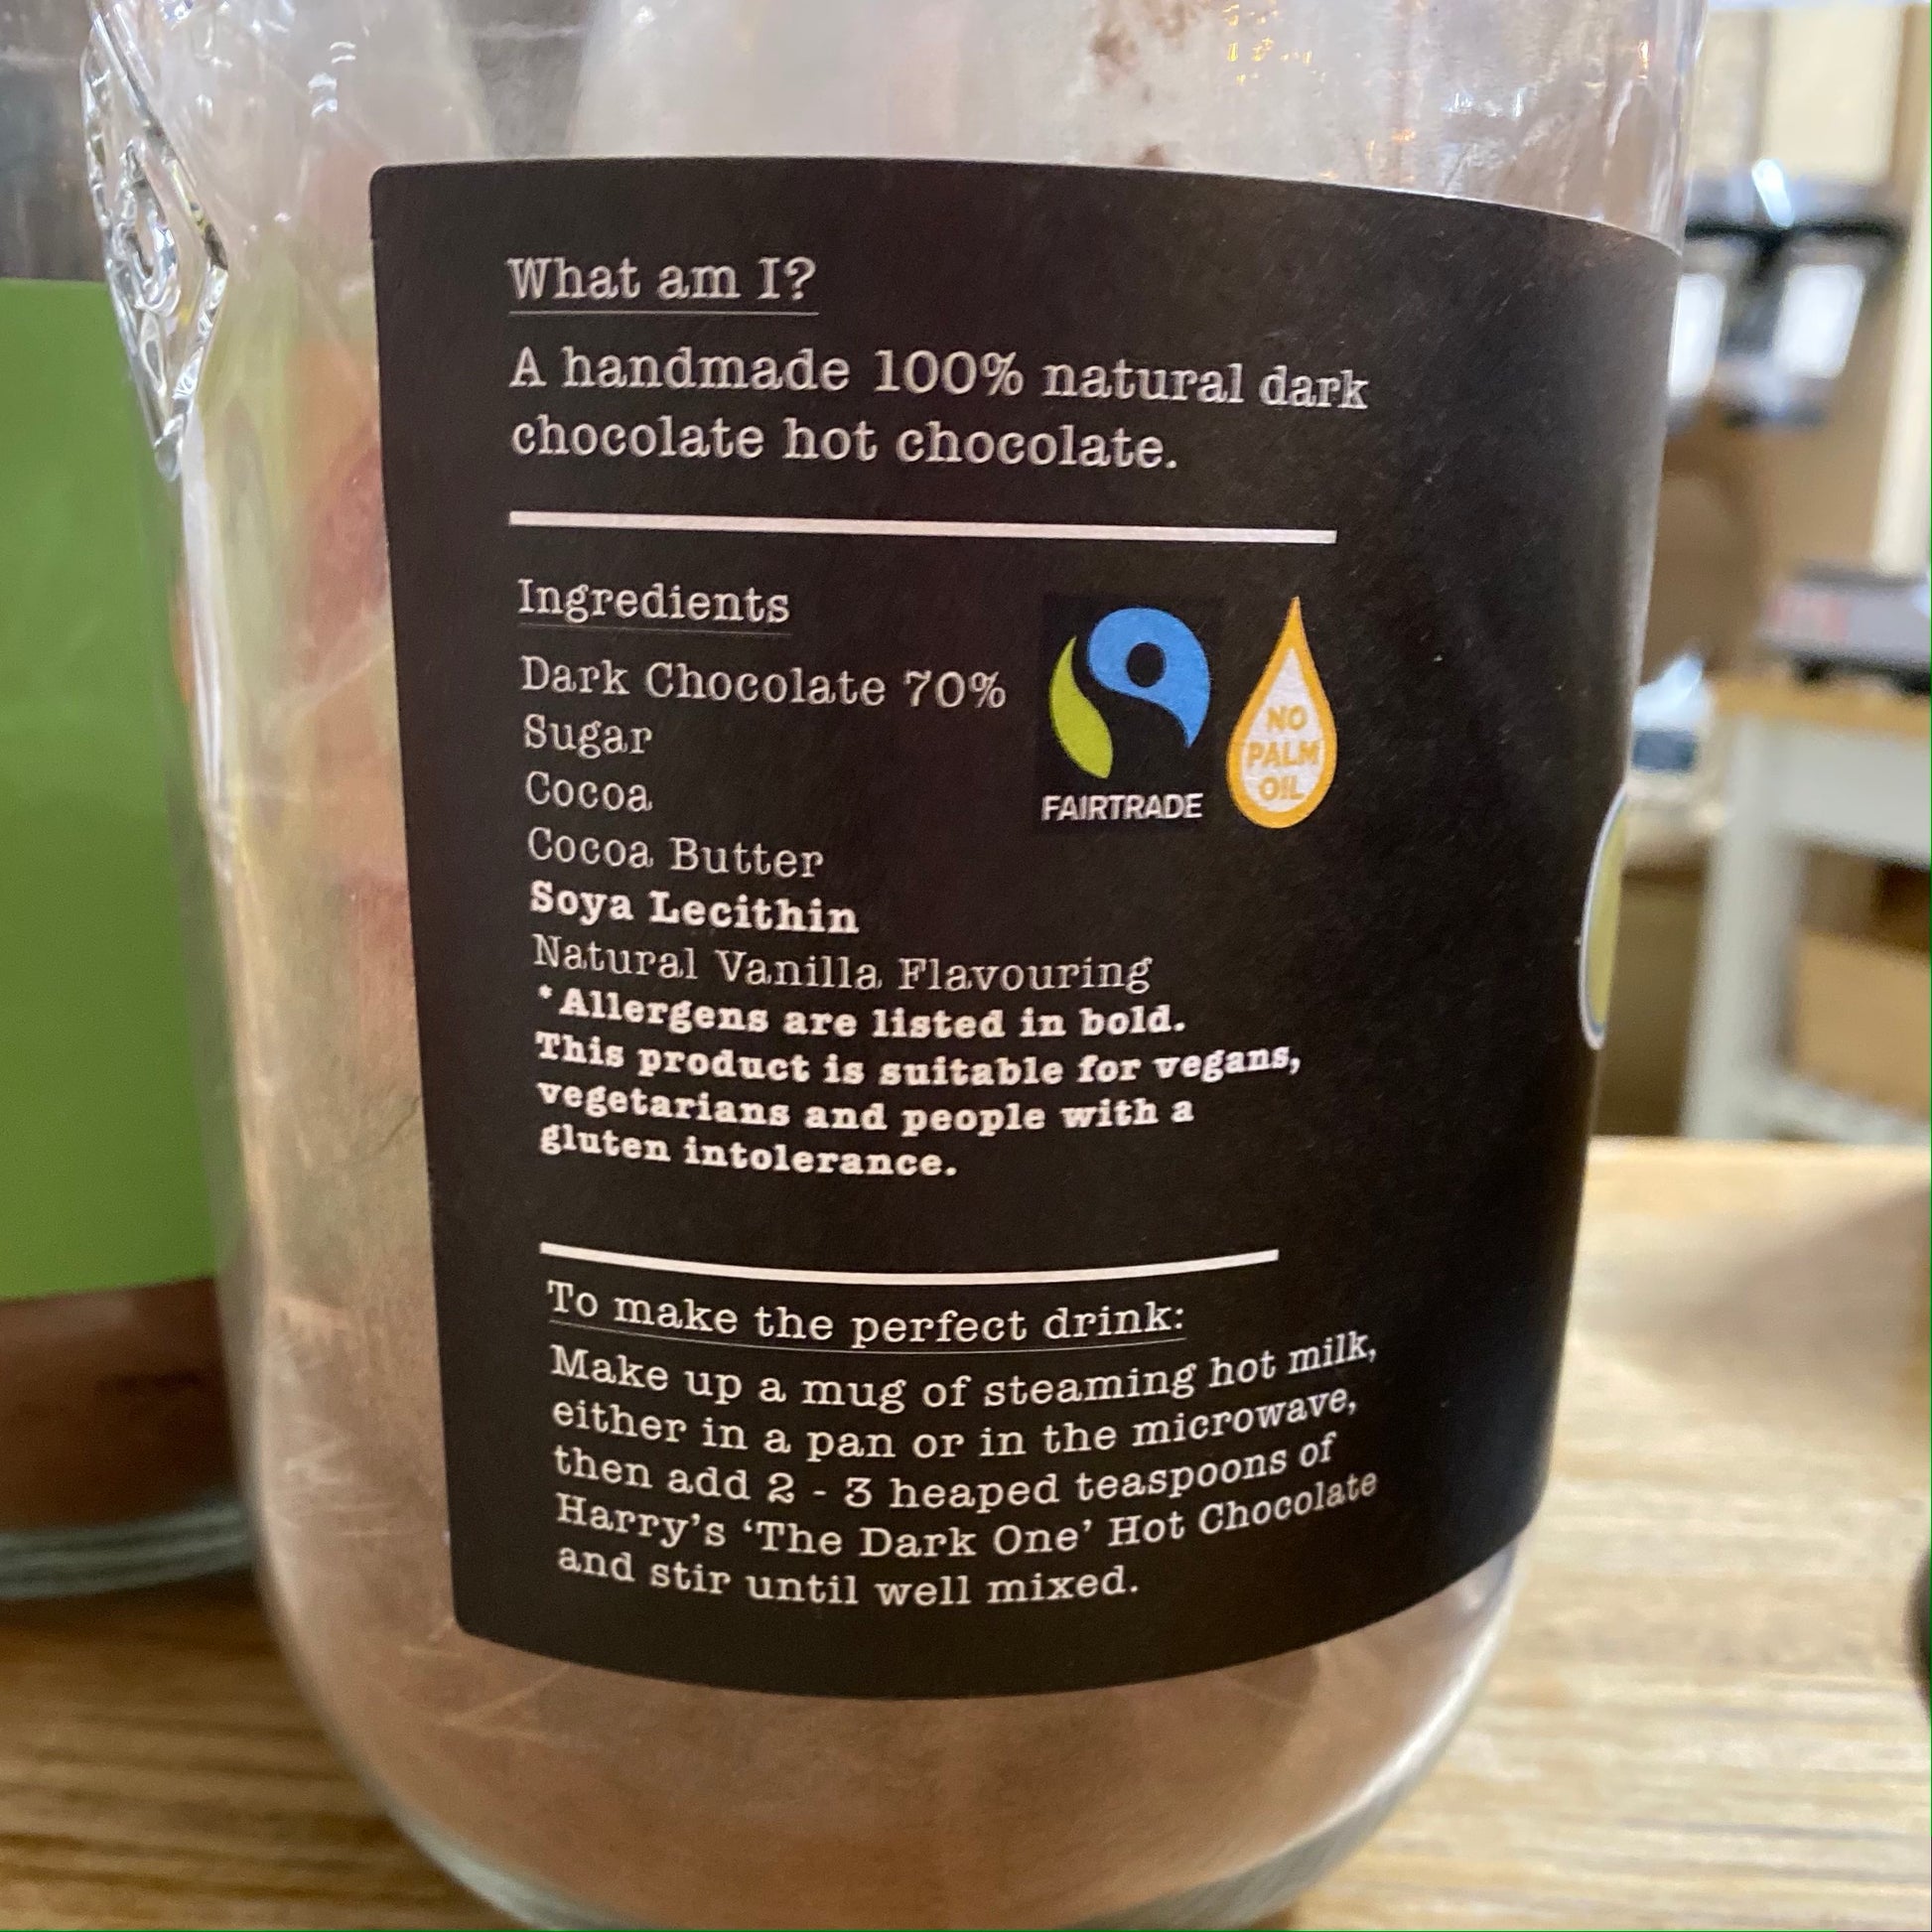 What am I?
A handmade 100% natural dark
chocolate hot chocolate.
Ingredients
Dark Chocolate 70%
Sugar
Cocoa
Cocoa Butter
Soya Lecithin
Natural Vanilla Flavouring
*Allergens are listed in bold.
This product is suitable for vegans,
vegetarians and people with a
gluten intolerance.
FAIRTRADE
NO
PALM
OIL
To make the perfect drink:
Make up a mug of steaming hot milk,
either in a pan or in the microwave,
then add 2 - 3 heaped teaspoons of
Harry's ‘The Dark One’ Hot Chocolate
and stir until well mixed.